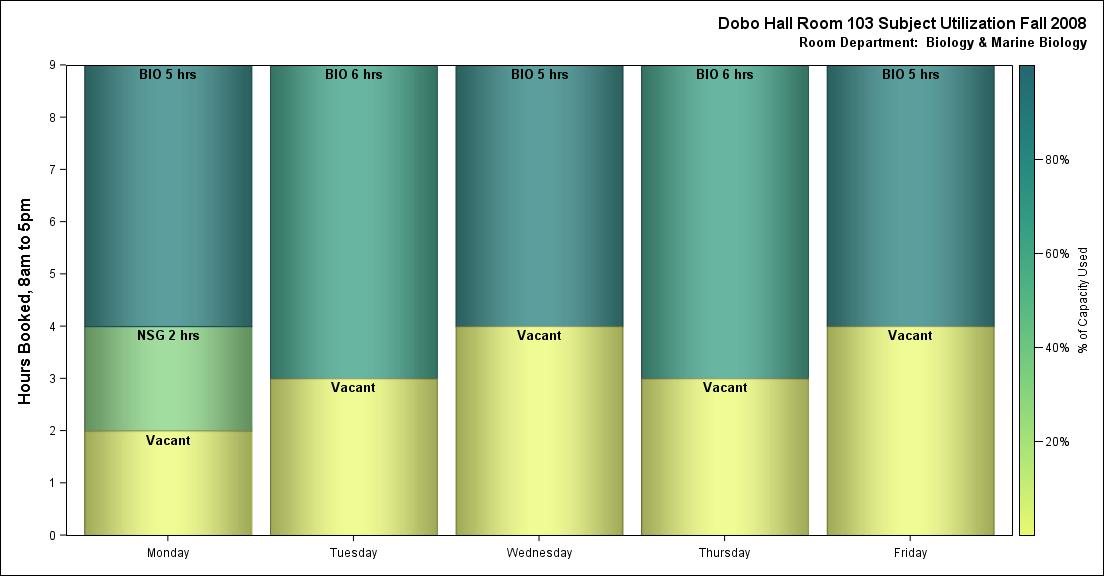 Dobo Hall Room 103 Subject Utilization Fall 2008
Room Department:  Biology & Marine Biology
Hours Booked, 8am to 5pm
9
8
7
6
5
4
3
2
1
0
BIO 5 hrs
NSG 2 hrs
Vacant
BIO 6 hrs
Vacant
BIO 5 hrs
Vacant
BIO 6 hrs
Vacant
BIO 5 hrs
Vacant
Monday
Tuesday
Wednesday
Thursday
Friday
80%
60%
40%
20%
% of Capacity Used